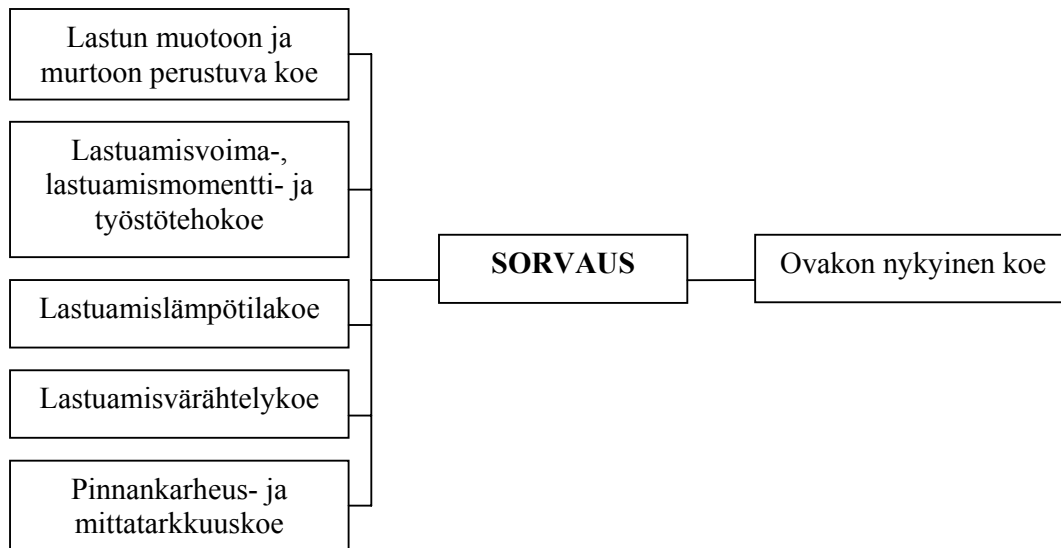 Lastun muotoon ja
murtoon perustuva koe
Lastuamisvoima-,
lastuamismomentti- ja
työstötehokoe
Lastuamislämpötilakoe
Lastuamisvärähtelykoe
Pinnankarheus- ja
mittatarkkuuskoe
SORVAUS
Ovakon nykyinen koe